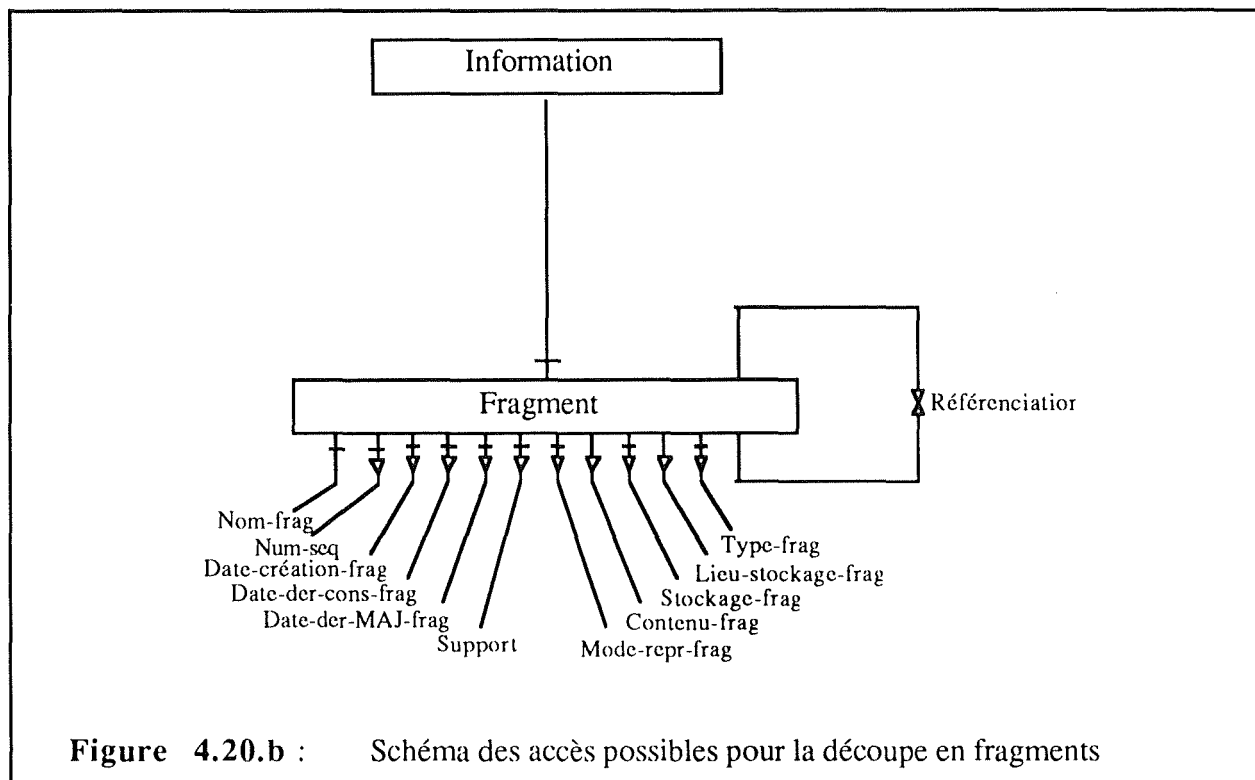 Information
Fragment
Référenciation
Nom-frag
Num-seq
Date-création-frag
Date-der-cons-frag
Date-der-MAJ-frag
Support
Type-frag
Lieu-stockage-frag
Stockage-frag
Contenu-frag
Mode-repr-frag
Figure 4.20.b : Schéma des accès possibles pour la découpe en fragments